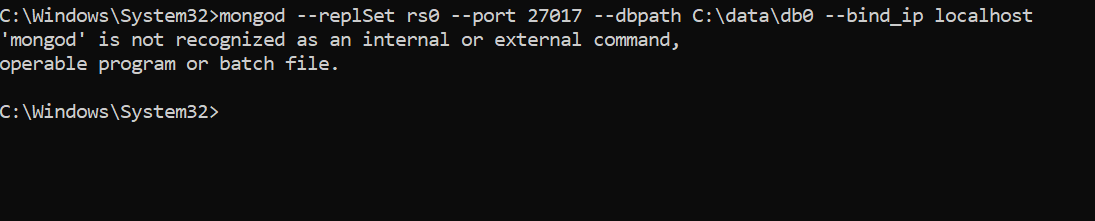 C:\Windows\System32>mongod --replSet rs0 --port 27017 --dbpath C:\data\db0 --bind_ip localhost
'mongod' is not recognized as an internal or external command,
operable program or batch file.
C:\Windows\System32>